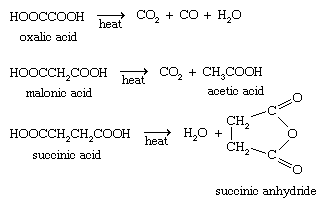 HOOCCOOH heat CO₂ + CO + H₂O
oxalic acid
HOOCCH₂COOH heat CO₂ + CH₃COOH
malonic acid acetic acid
HOOCCH₂CH₂COOH heat H₂O + CH₂ CH₂ C O O C O
succinic acid
succinic anhydride